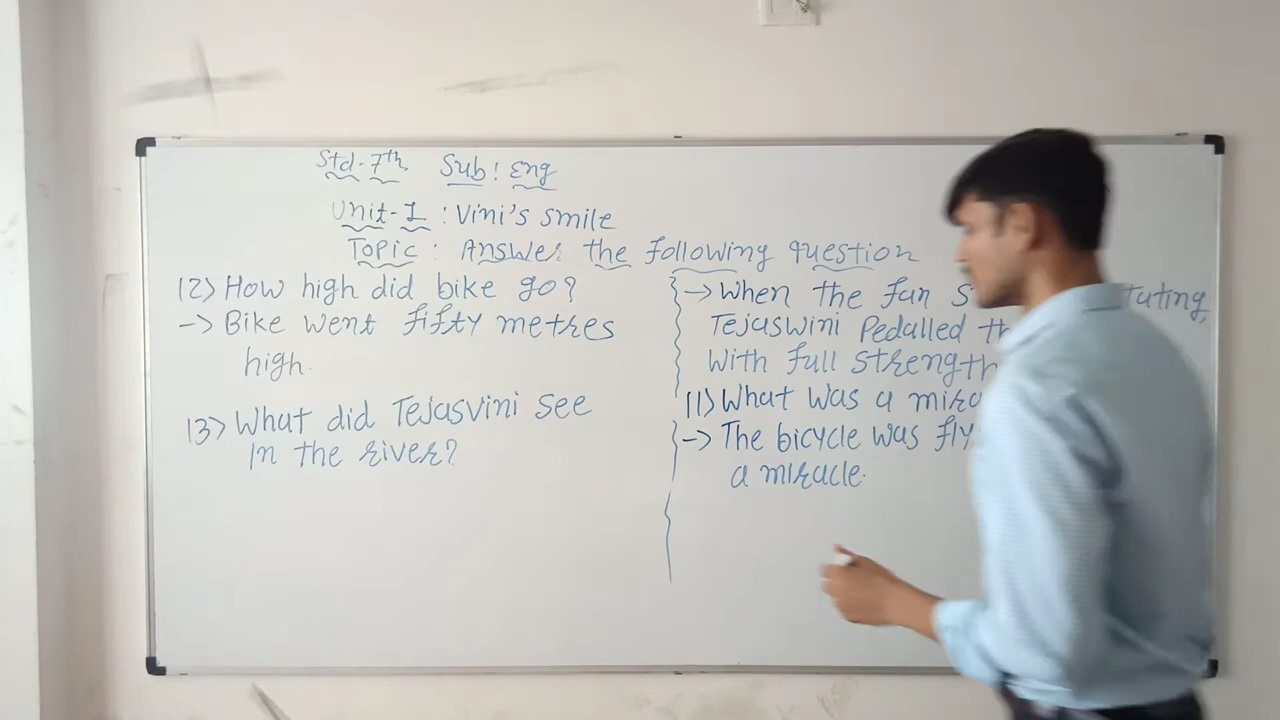 Std-7th. Sub: Eng
Unit-I : Vini's smile
Topic: Answer the following question
12) How high did bike go?
-> Bike went fifty metres
high.
13) What did Tejasvini see
in the river?
-> When the fan
Tejaswini Pedalled
With full strength
11) What was a
-> The bicycle was
a miracle.